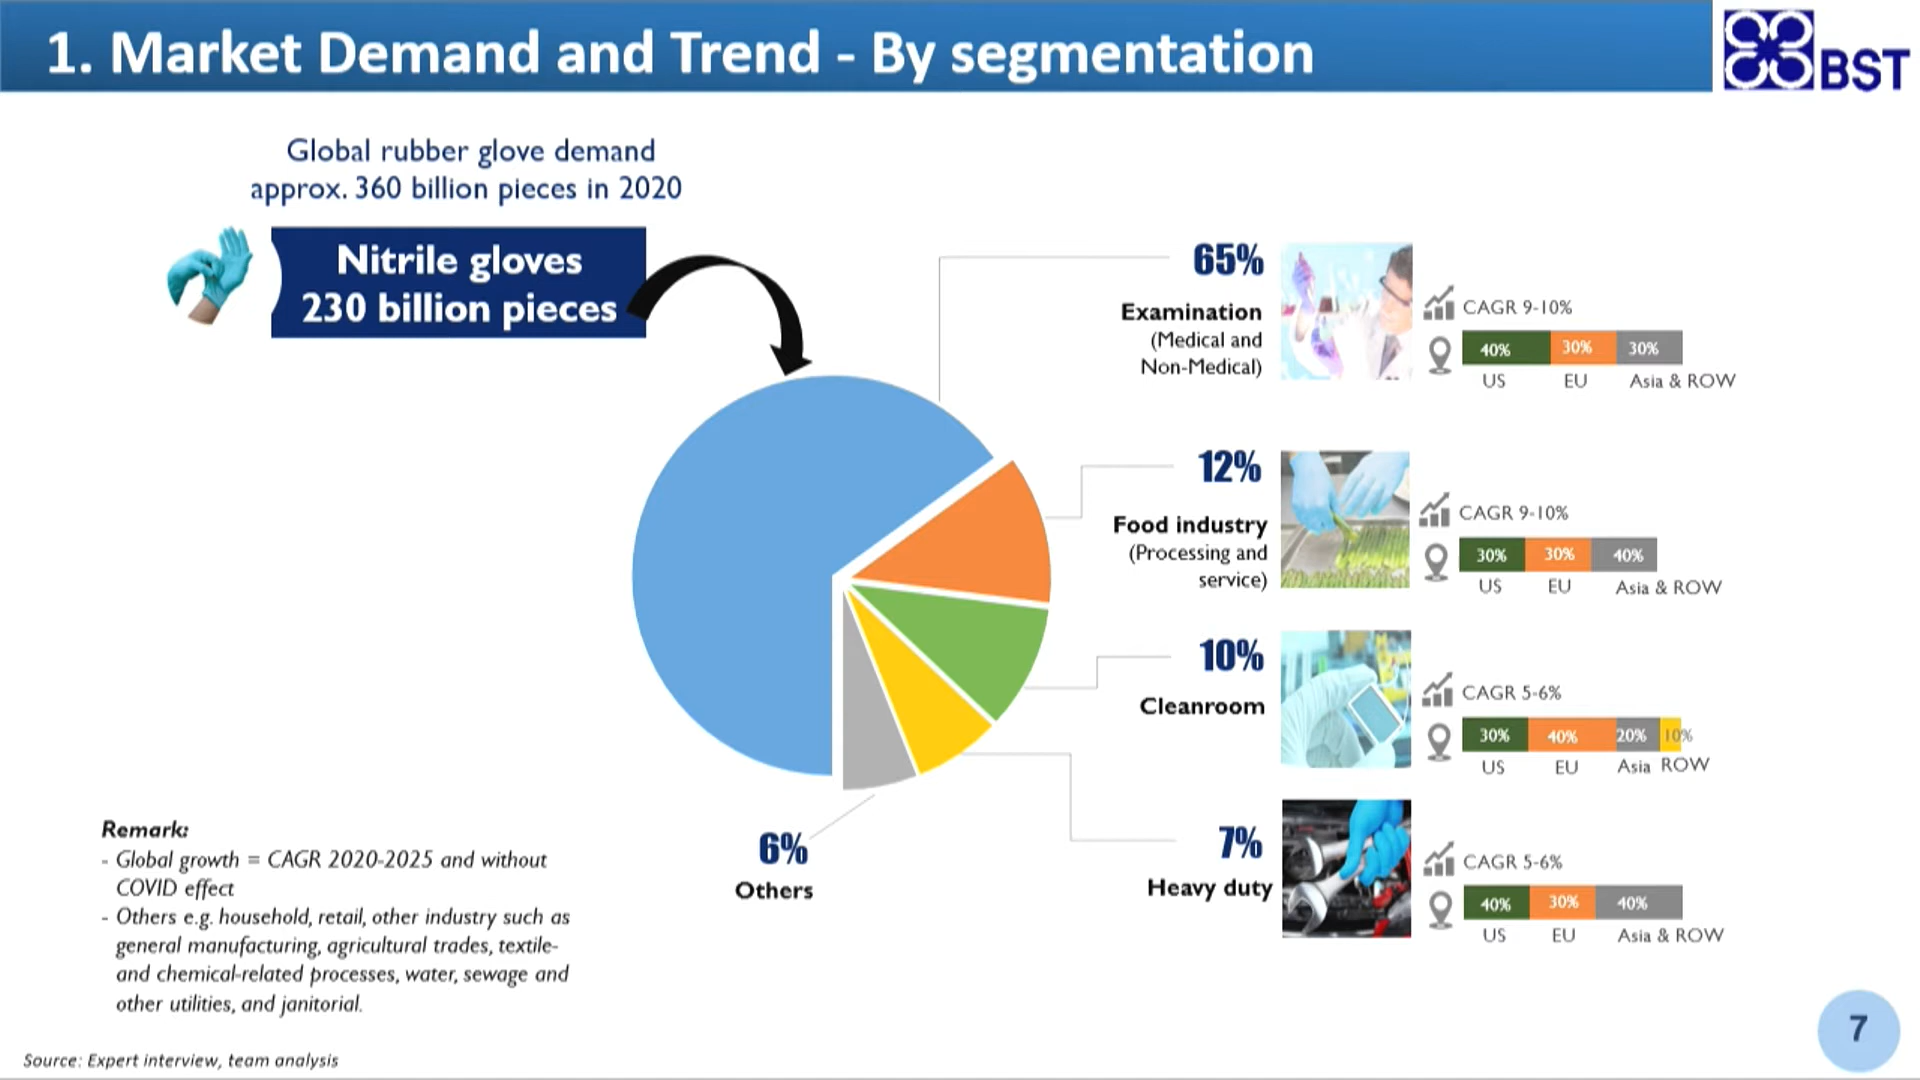 1. Market Demand and Trend - By segmentation
BST
Global rubber glove demand
approx. 360 billion pieces in 2020
Nitrile gloves
230 billion pieces
65%
Examination
(Medical and
Non-Medical)
CAGR 9-10%
40% 30% 30%
US EU Asia & ROW
12%
Food industry
(Processing and
service)
CAGR 9-10%
30% 30% 40%
US EU Asia & ROW
10%
Cleanroom
CAGR 5-6%
30% 40% 20% 10%
US EU Asia ROW
7%
Heavy duty
CAGR 5-6%
40% 30% 40%
US EU Asia & ROW
6%
Others
Remark:
- Global growth = CAGR 2020-2025 and without
COVID effect
- Others e.g. household, retail, other industry such as
general manufacturing, agricultural trades, textile-
and chemical-related processes, water, sewage and
other utilities, and janitorial.
Source: Expert interview, team analysis
7